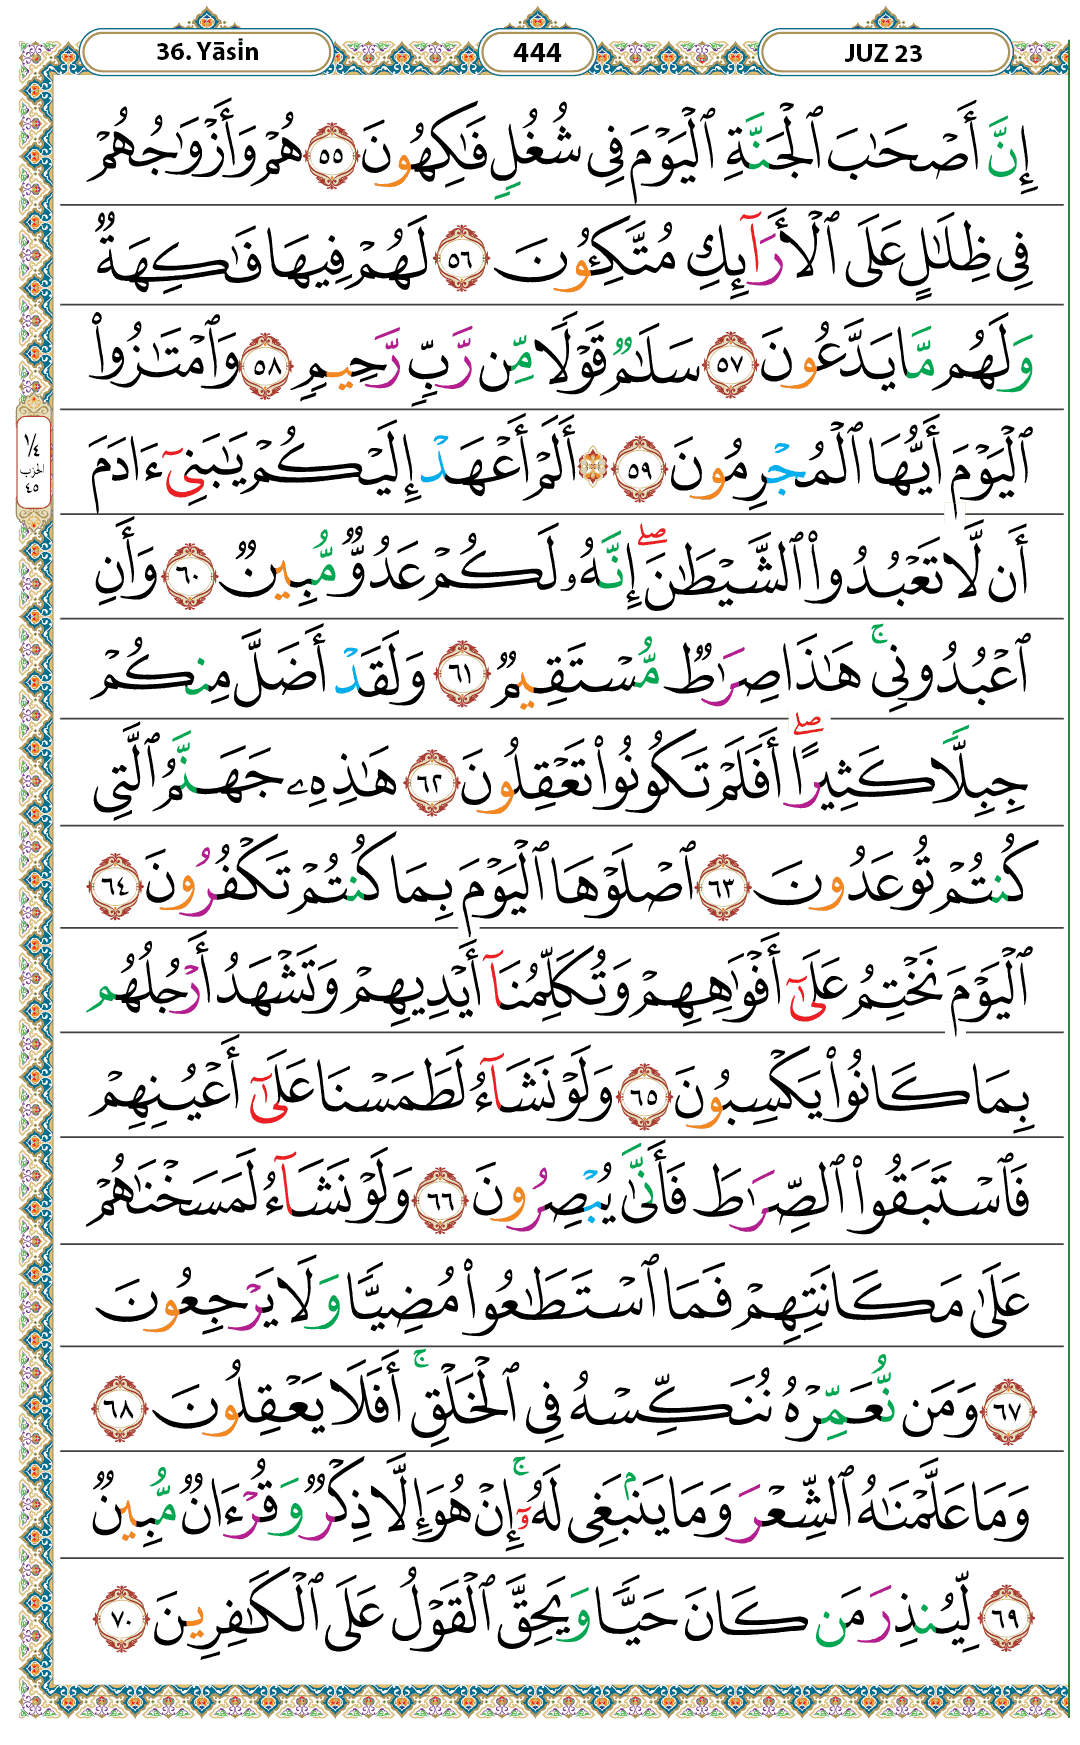 36. Yāsin 444 JUZ 23
إِنَّ أَصْحَٰبَ ٱلْجَنَّةِ ٱلْيَوْمَ فِى شُغُلٍ فَٰكِهُونَ ٥٥ هُمْ وَأَزْوَٰجُهُمْ
فِى ظِلَٰلٍ عَلَى ٱلْأَرَآئِكِ مُتَّكِـُٔونَ ٥٦ لَهُمْ فِيهَا فَٰكِهَةٌ
وَلَهُم مَّا يَدَّعُونَ ٥٧ سَلَٰمٌ قَوْلًا مِّن رَّبٍّ رَّحِيمٍ ٥٨ وَٱمْتَٰزُوا۟
ٱلْيَوْمَ أَيُّهَا ٱلْمُجْرِمُونَ ٥٩ ۞ أَلَمْ أَعْهَدْ إِلَيْكُمْ يَٰبَنِىٓ ءَادَمَ
١/٤
الحزب
٤٥
أَن لَّا تَعْبُدُوا۟ ٱلشَّيْطَٰنَ ۖ إِنَّهُۥ لَكُمْ عَدُوٌّ مُّبِينٌ ٦٠ وَأَنِ
ٱعْبُدُونِى ۚ هَٰذَا صِرَٰطٌ مُّسْتَقِيمٌ ٦١ وَلَقَدْ أَضَلَّ مِنكُمْ
جِبِلًّا كَثِيرًا ۖ أَفَلَمْ تَكُونُوا۟ تَعْقِلُونَ ٦٢ هَٰذِهِۦ جَهَنَّمُ ٱلَّتِى
كُنتُمْ تُوعَدُونَ ٦٣ ٱصْلَوْهَا ٱلْيَوْمَ بِمَا كُنتُمْ تَكْفُرُونَ ٦٤
ٱلْيَوْمَ نَخْتِمُ عَلَىٰٓ أَفْوَٰهِهِمْ وَتُكَلِّمُنَآ أَيْدِيهِمْ وَتَشْهَدُ أَرْجُلُهُم
بِمَا كَانُوا۟ يَكْسِبُونَ ٦٥ وَلَوْ نَشَآءُ لَطَمَسْنَا عَلَىٰٓ أَعْيُنِهِمْ
فَٱسْتَبَقُوا۟ ٱلصِّرَٰطَ فَأَنَّىٰ يُبْصِرُونَ ٦٦ وَلَوْ نَشَآءُ لَمَسَخْنَٰهُمْ
عَلَىٰ مَكَانَتِهِمْ فَمَا ٱسْتَطَٰعُوا۟ مُضِيًّا وَلَا يَرْجِعُونَ
٦٧ وَمَن نُّعَمِّرْهُ نُنَكِّسْهُ فِى ٱلْخَلْقِ ۚ أَفَلَا يَعْقِلُونَ ٦٨
وَمَا عَلَّمْنَٰهُ ٱلشِّعْرَ وَمَا يَنۢبَغِى لَهُۥٓ ۚ إِنْ هُوَ إِلَّا ذِكْرٌ وَقُرْءَانٌ مُّبِينٌ
٦٩ لِّيُنذِرَ مَن كَانَ حَيًّا وَيَحِقَّ ٱلْقَوْلُ عَلَى ٱلْكَٰفِرِينَ ٧٠